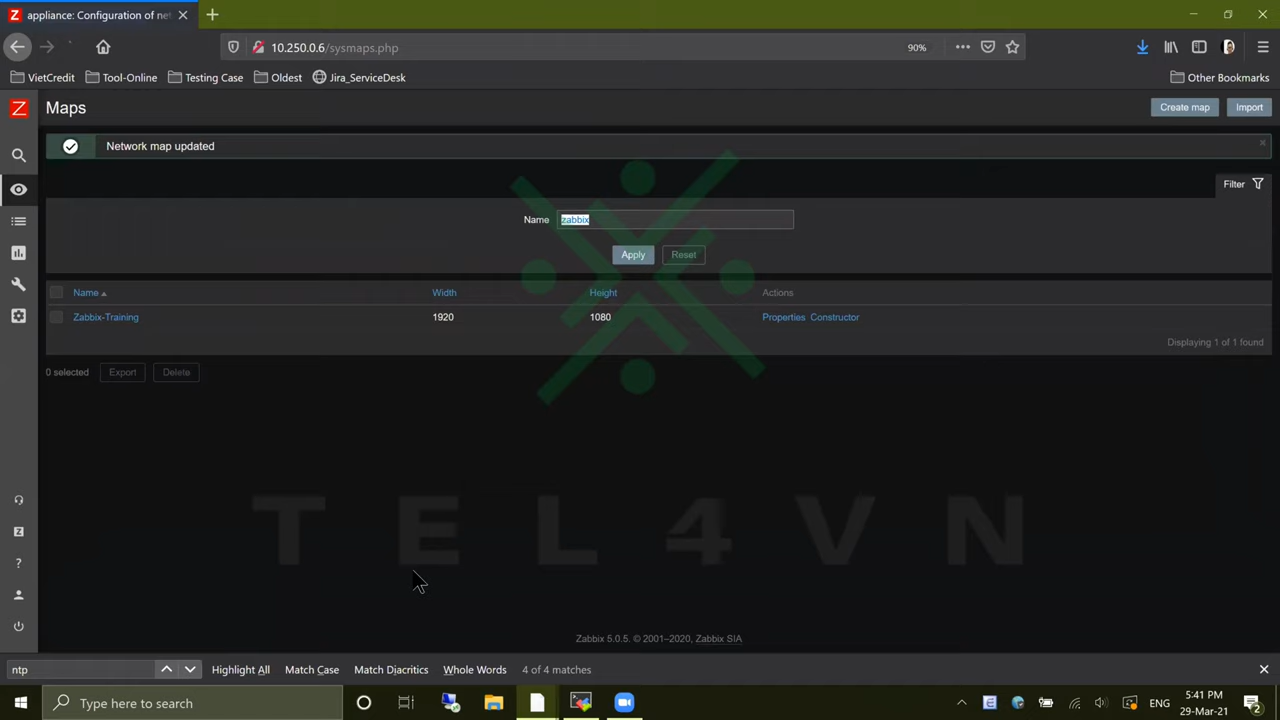 appliance: Configuration of ne
10.250.0.6/sysmaps.php
90%
VietCredit
Tool-Online
Testing Case
Oldest
Jira_ServiceDesk
Other Bookmarks
Z
Maps
Create map
Import
Network map updated
Filter
Name
zabbix
Apply
Reset
Name
Width
Height
Actions
Zabbix-Training
1920
1080
Properties
Constructor
Displaying 1 of 1 found
0 selected
Export
Delete
TEL4VN
Zabbix 5.0.5. © 2001–2020, Zabbix SIA
ntp
Highlight All
Match Case
Match Diacritics
Whole Words
4 of 4 matches
Type here to search
ENG
5:41 PM
29-Mar-21
2